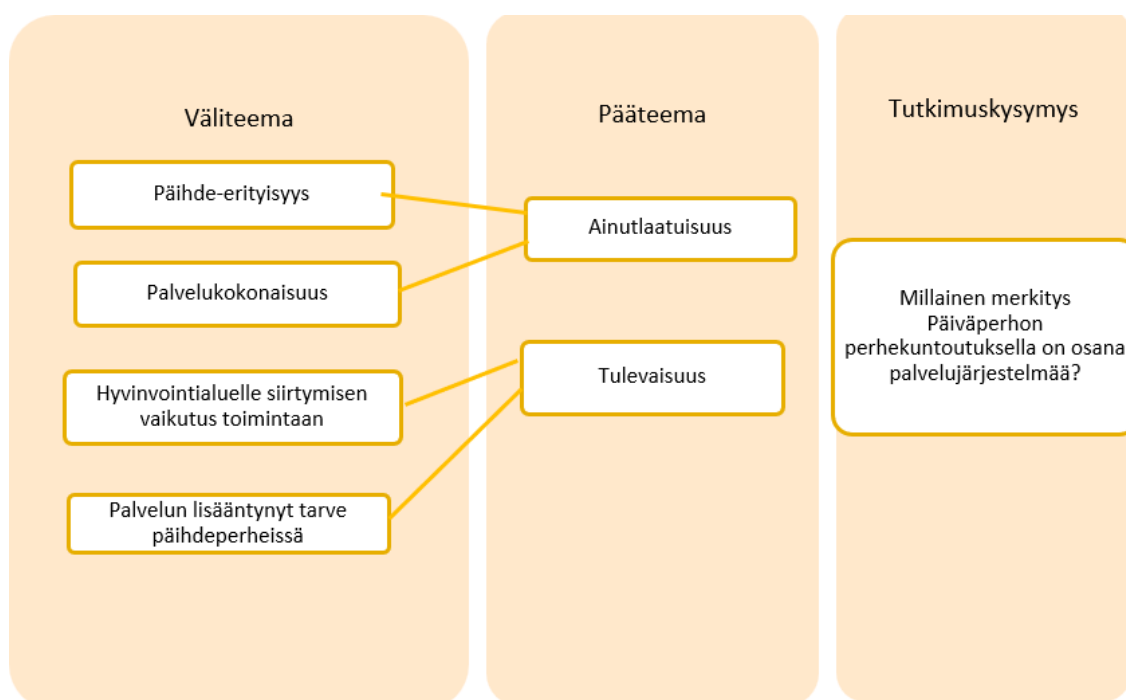 Väliteema
Päihde-erityisyys
Palvelukokonaisuus
Hyvinvointialuelle siirtymisen
vaikutus toimintaan
Palvelun lisääntynyt tarve
päihdeperheissä
Pääteema
Ainutlaatuisuus
Tulevaisuus
Tutkimuskysymys
Millainen merkitys
Päiväperhon
perhekuntoutuksella on osana
palvelujärjestelmää?